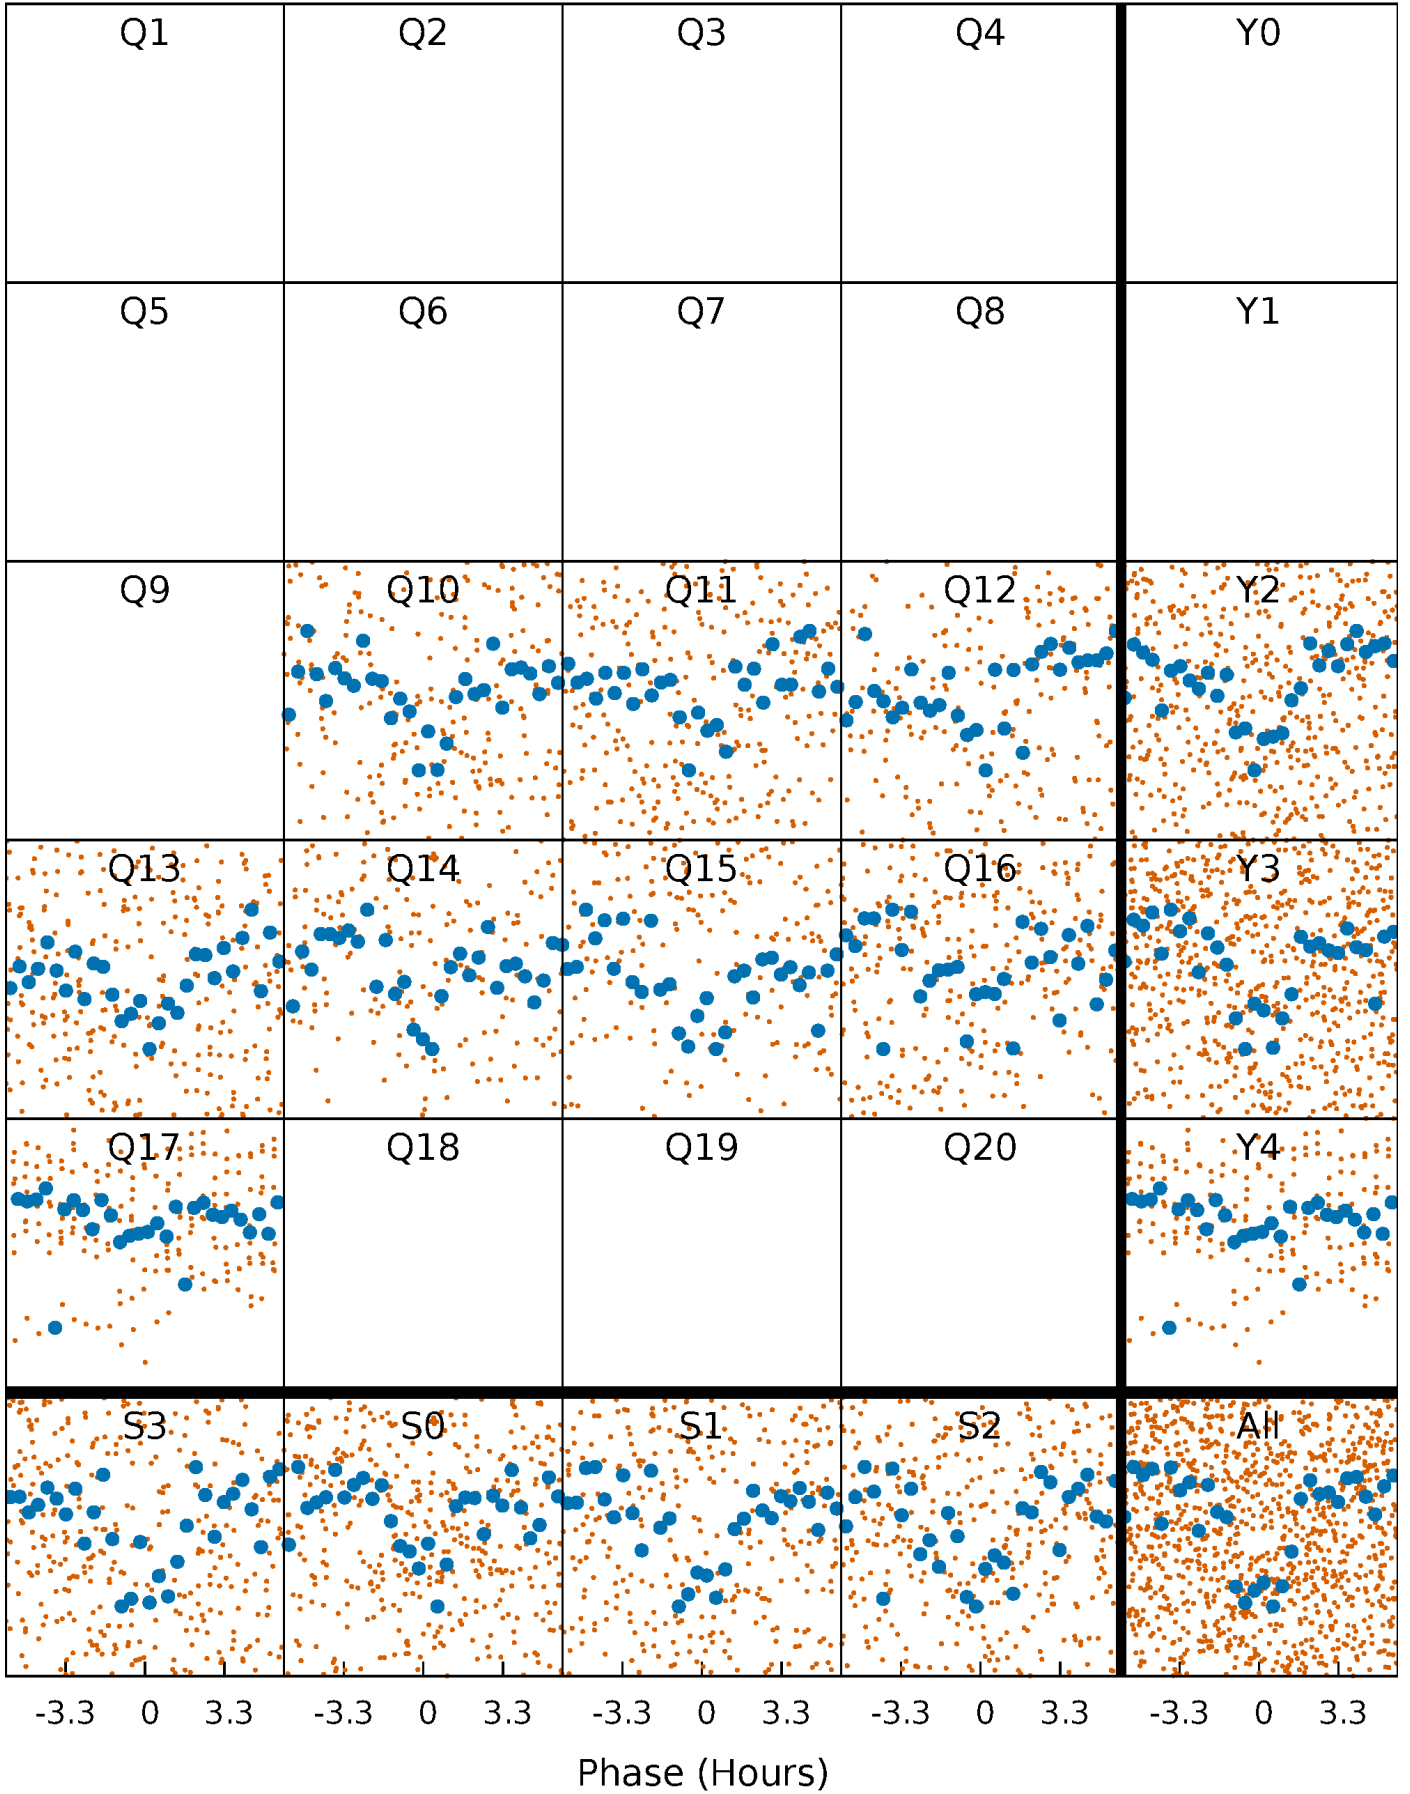 Q1 Q2 Q3 Q4 Y0
Q5 Q6 Q7 Q8 Y1
Q9 Q10 Q11 Q12 Y2
Q13 Q14 Q15 Q16 Y3
Q17 Q18 Q19 Q20 Y4
S3 S0 S1 S2 All
-3.3 0 3.3 -3.3 0 3.3 -3.3 0 3.3 -3.3 0 3.3 -3.3 0 3.3
Phase (Hours)